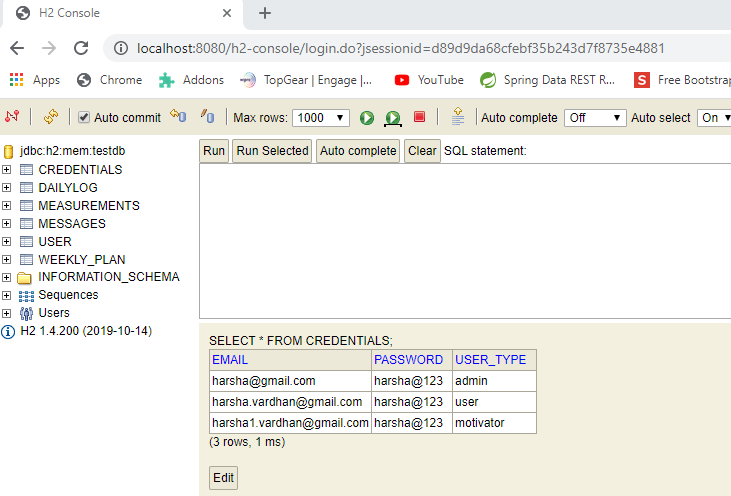 H2 Console
localhost:8080/h2-console/login.do?jsessionid=d89d9da68cfebf35b243d7f8735e4881
Apps Chrome Addons TopGear | Engage |... YouTube Spring Data REST R... Free Bootstrap
Auto commit Max rows: 1000 Auto complete Off Auto select On
jdbc:h2:mem:testdb
CREDENTIALS
DAILYLOG
MEASUREMENTS
MESSAGES
USER
WEEKLY_PLAN
INFORMATION_SCHEMA
Sequences
Users
H2 1.4.200 (2019-10-14)
Run Run Selected Auto complete Clear SQL statement:
SELECT * FROM CREDENTIALS;
EMAIL PASSWORD USER_TYPE
harsha@gmail.com harsha@123 admin
harsha.vardhan@gmail.com harsha@123 user
harsha1.vardhan@gmail.com harsha@123 motivator
(3 rows, 1 ms)
Edit